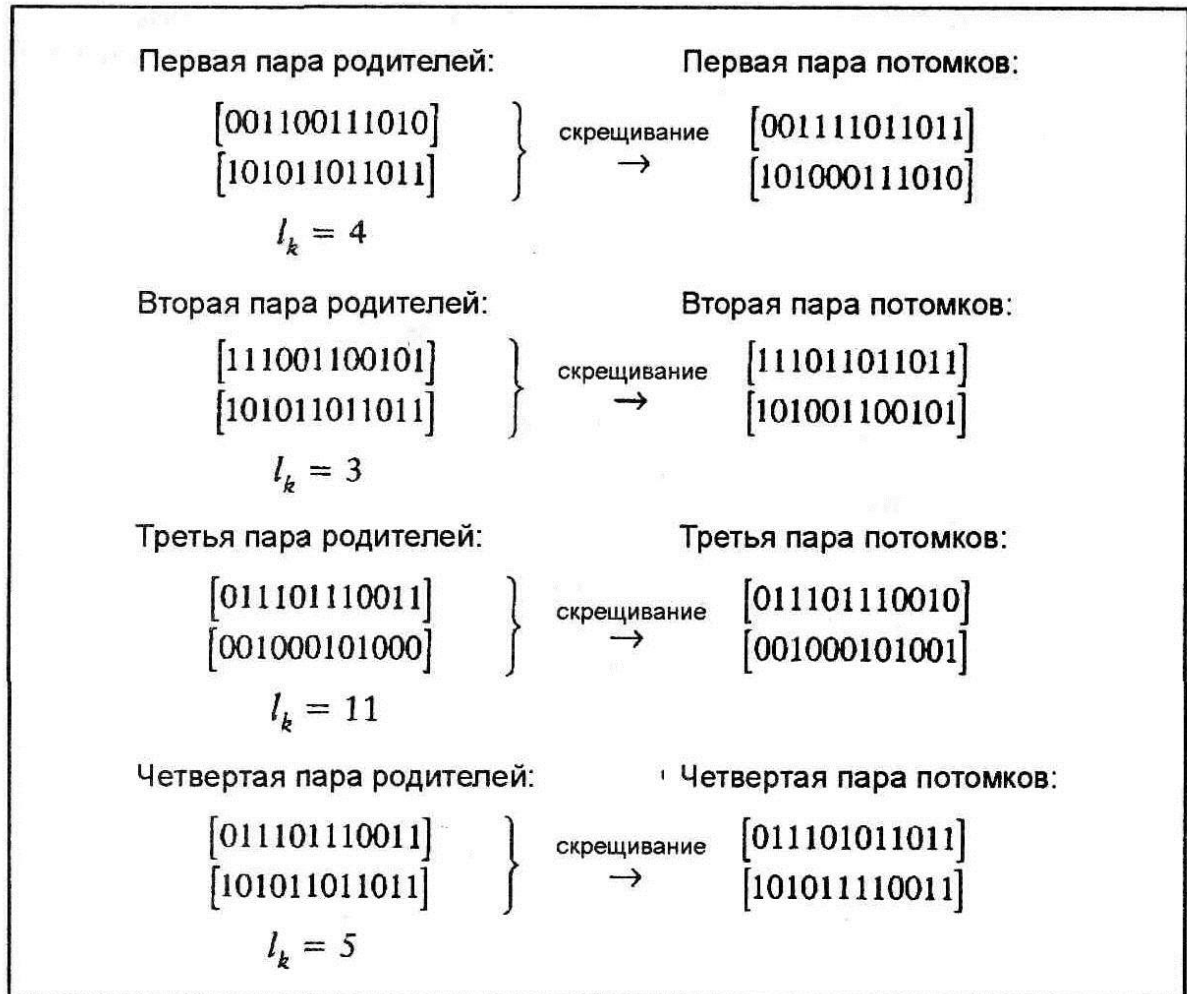 Первая пара родителей: Первая пара потомков:
[001100111010] скрещивание [001111011011]
[101011011011] → [101000111010]
l_k = 4
Вторая пара родителей: Вторая пара потомков:
[111001100101] скрещивание [111011011011]
[101011011011] → [101001100101]
l_k = 3
Третья пара родителей: Третья пара потомков:
[011101110011] скрещивание [011101110010]
[001000101000] → [001000101001]
l_k = 11
Четвертая пара родителей: Четвертая пара потомков:
[011101110011] скрещивание [011101011011]
[101011011011] → [101011110011]
l_k = 5